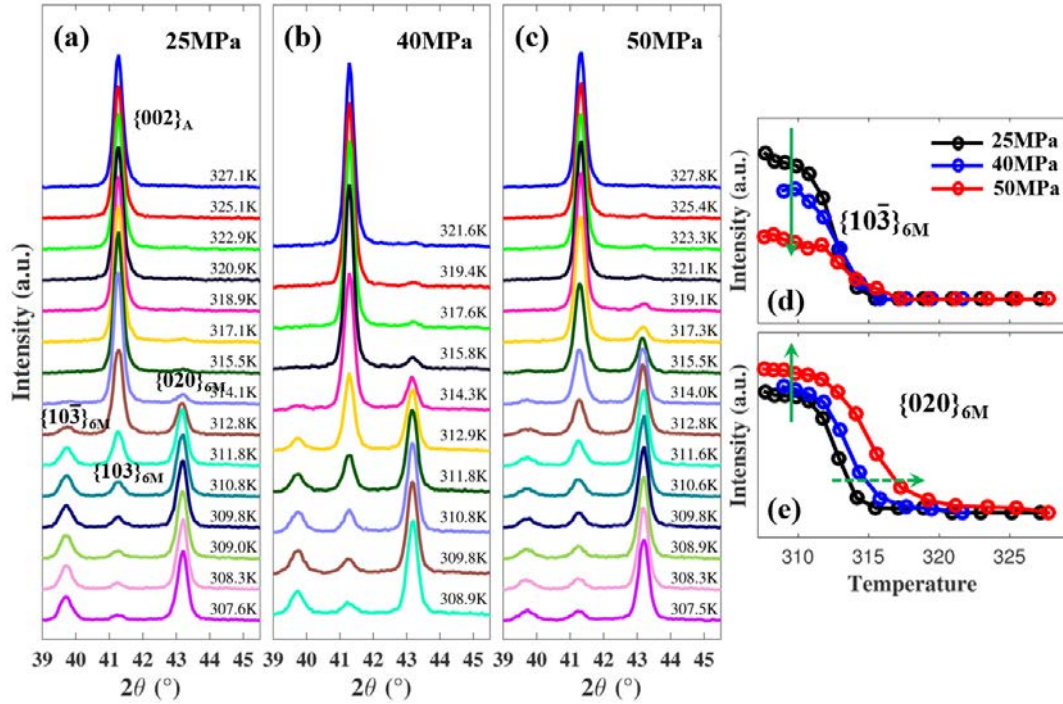 (a) 25MPa
{002}A
327.1K
325.1K
322.9K
320.9K
318.9K
317.1K
315.5K
{020}6M
314.1K
{103̄}6M
312.8K
311.8K
{103}6M
310.8K
309.8K
309.0K
308.3K
307.6K
39 40 41 42 43 44 45
2θ (°)
Intensity (a.u.)
(b) 40MPa
321.6K
319.4K
317.6K
315.8K
314.3K
312.9K
311.8K
310.8K
309.8K
308.9K
39 40 41 42 43 44 45
2θ (°)
(c) 50MPa
327.8K
325.4K
323.3K
321.1K
319.1K
317.3K
315.5K
314.0K
312.8K
311.6K
310.6K
309.8K
308.9K
308.3K
307.5K
39 40 41 42 43 44 45
2θ (°)
25MPa
40MPa
50MPa
{103̄}6M
(d)
Intensity (a.u.)
{020}6M
(e)
Intensity (a.u.)
310 315 320 325
Temperature